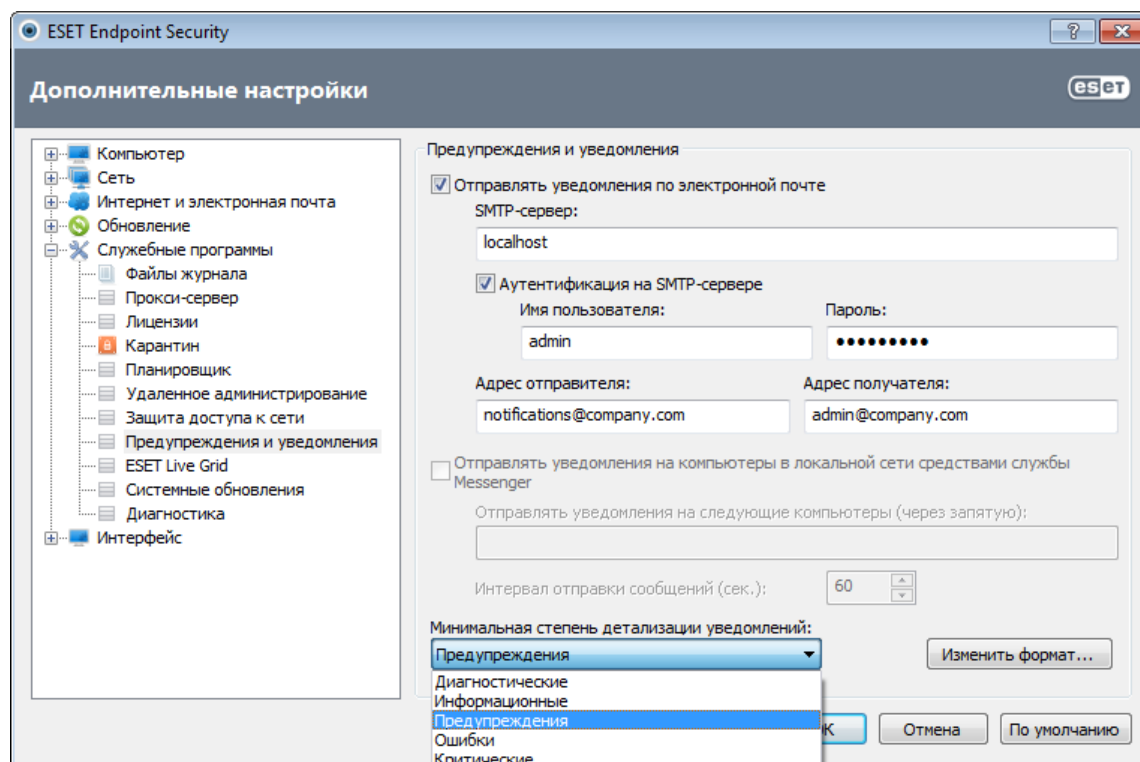 ESET Endpoint Security
Дополнительные настройки
eset
Компьютер
Сеть
Интернет и электронная почта
Обновление
Служебные программы
Файлы журнала
Прокси-сервер
Лицензии
Карантин
Планировщик
Удаленное администрирование
Защита доступа к сети
Предупреждения и уведомления
ESET Live Grid
Системные обновления
Диагностика
Интерфейс
Предупреждения и уведомления
Отправлять уведомления по электронной почте
SMTP-сервер:
localhost
Аутентификация на SMTP-сервере
Имя пользователя: Пароль:
admin •••••••••
Адрес отправителя: Адрес получателя:
notifications@company.com admin@company.com
Отправлять уведомления на компьютеры в локальной сети средствами службы
Messenger
Отправлять уведомления на следующие компьютеры (через запятую):
Интервал отправки сообщений (сек.): 60
Минимальная степень детализации уведомлений:
Предупреждения Изменить формат...
Диагностические
Информационные
Предупреждения
Ошибки
Критические
К Отмена По умолчанию